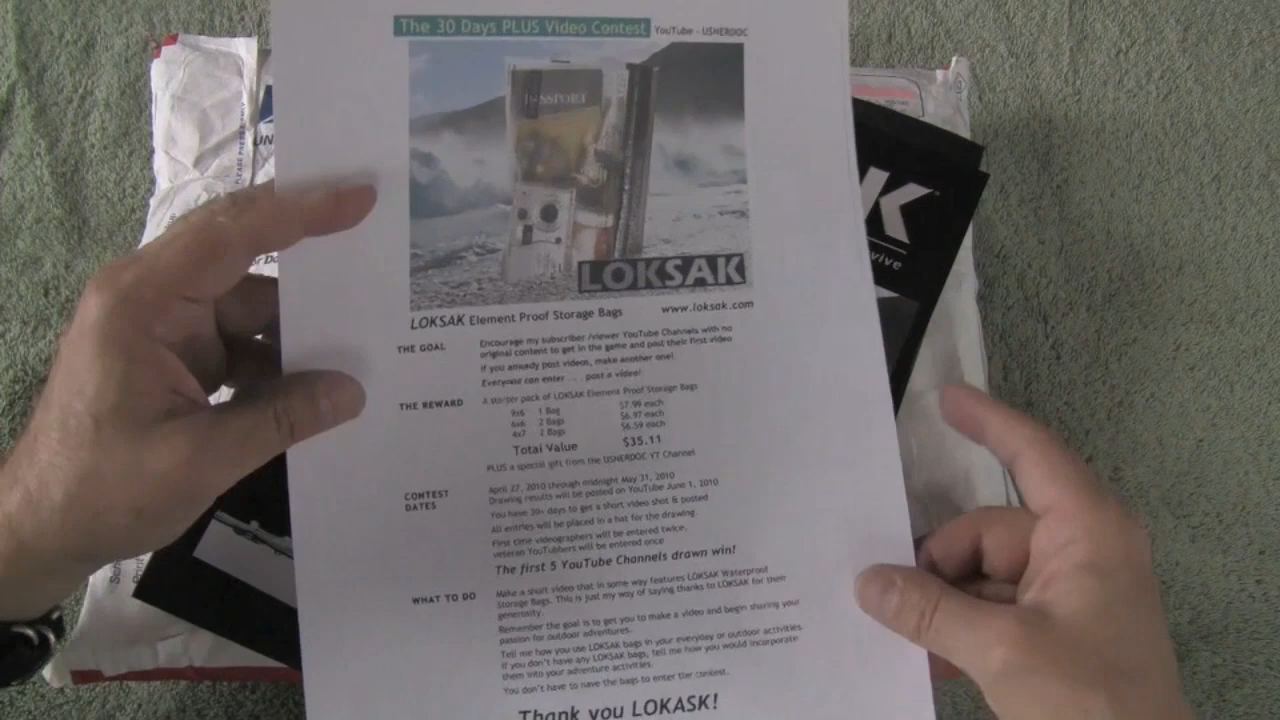 The 30 Days PLUS Video Contest YouTube - USNERDOC
PASSPORT
LOKSAK
LOKSAK Element Proof Storage Bags www.loksak.com
THE GOAL Encourage my subscriber /viewer YouTube Channels with no
original content to get in the game and post their first video
If you already post videos, make another one!
Everyone can enter . . . post a video!
THE REWARD A starter pack of LOKSAK Element Proof Storage Bags
9x6 1 Bag $7.99 each
6x6 2 Bags $6.97 each
4x7 2 Bags $6.59 each
Total Value $35.11
PLUS a special gift from the USNERDOC YT Channel
CONTEST DATES April 27, 2010 through midnight May 31, 2010
Drawing results will be posted on YouTube June 1, 2010
You have 30+ days to get a short video shot & posted
All entries will be placed in a hat for the drawing
First time videographers will be entered twice,
veteran YouTubbers will be entered once
The first 5 YouTube Channels drawn win!
WHAT TO DO Make a short video that in some way features LOKSAK Waterproof
Storage Bags. This is just my way of saying thanks to LOKSAK for their
generosity.
Remember the goal is to get you to make a video and begin sharing your
passion for outdoor adventures.
Tell me how you use LOKSAK bags in your everyday or outdoor activities.
If you don't have any LOKSAK bags, tell me how you would incorporate
them into your adventure activities.
You don't have to have the bags to enter the contest.
Thank you LOKASK!
K
vive
UN
PLEASE PRESS
or Do